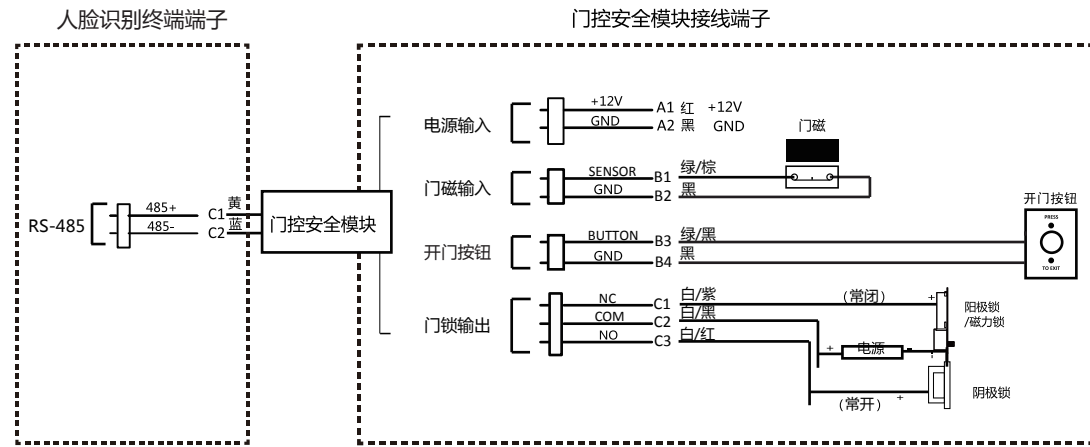 人脸识别终端端子
门控安全模块接线端子
电源输入
+12V
A1 红 +12V
GND
A2 黑 GND
门磁
门磁输入
SENSOR
B1 绿/棕
GND
B2 黑
RS-485
485+
C1 黄
485-
C2 蓝
门控安全模块
开门按钮
PRESS
TO EXIT
开门按钮
BUTTON
B3 绿/黑
GND
B4 黑
门锁输出
NC
C1 白/紫
(常闭)
+
阳极锁
/磁力锁
COM
C2 白/黑
NO
C3 白/红
+
电源
-
(常开)
+
阴极锁